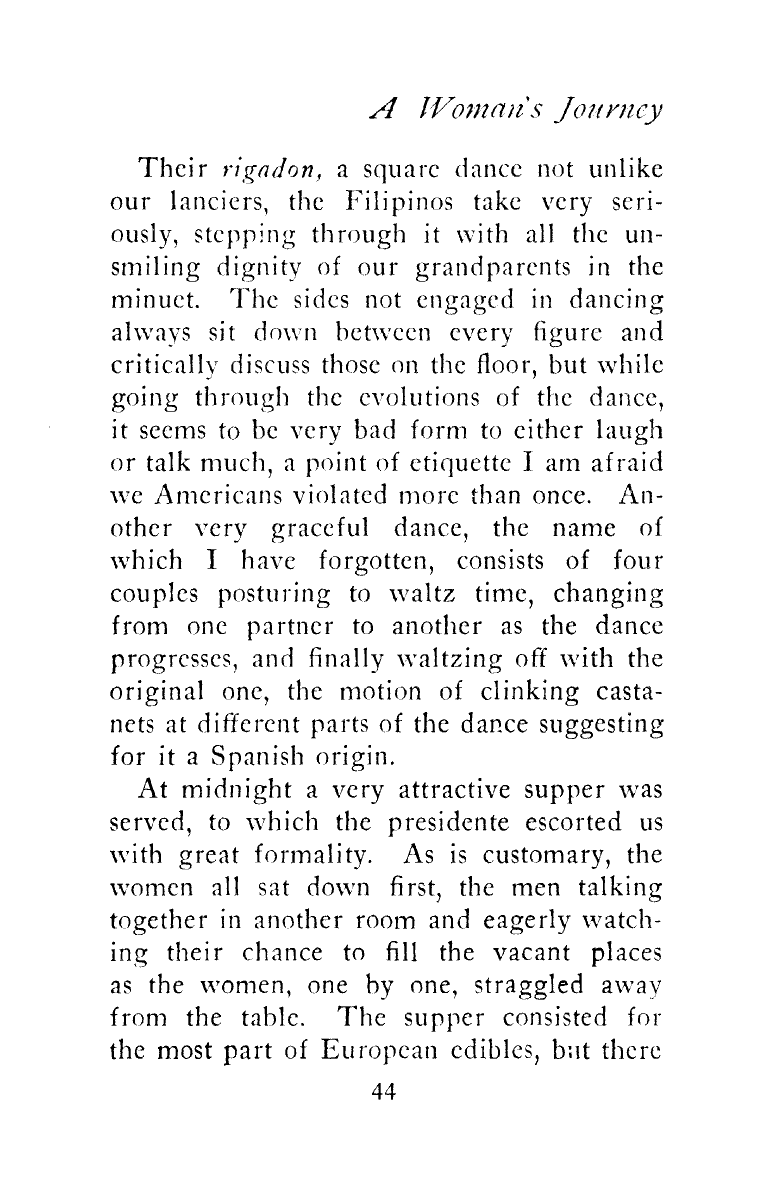 A Woman's Journey
Their rigadon, a square dance not unlike
our lanciers, the Filipinos take very seri-
ously, stepping through it with all the un-
smiling dignity of our grandparents in the
minuet. The sides not engaged in dancing
always sit down between every figure and
critically discuss those on the floor, but while
going through the evolutions of the dance,
it seems to be very bad form to either laugh
or talk much, a point of etiquette I am afraid
we Americans violated more than once. An-
other very graceful dance, the name of
which I have forgotten, consists of four
couples posturing to waltz time, changing
from one partner to another as the dance
progresses, and finally waltzing off with the
original one, the motion of clinking casta-
nets at different parts of the dance suggesting
for it a Spanish origin.
At midnight a very attractive supper was
served, to which the presidente escorted us
with great formality. As is customary, the
women all sat down first, the men talking
together in another room and eagerly watch-
ing their chance to fill the vacant places
as the women, one by one, straggled away
from the table. The supper consisted for
the most part of European edibles, but there
44